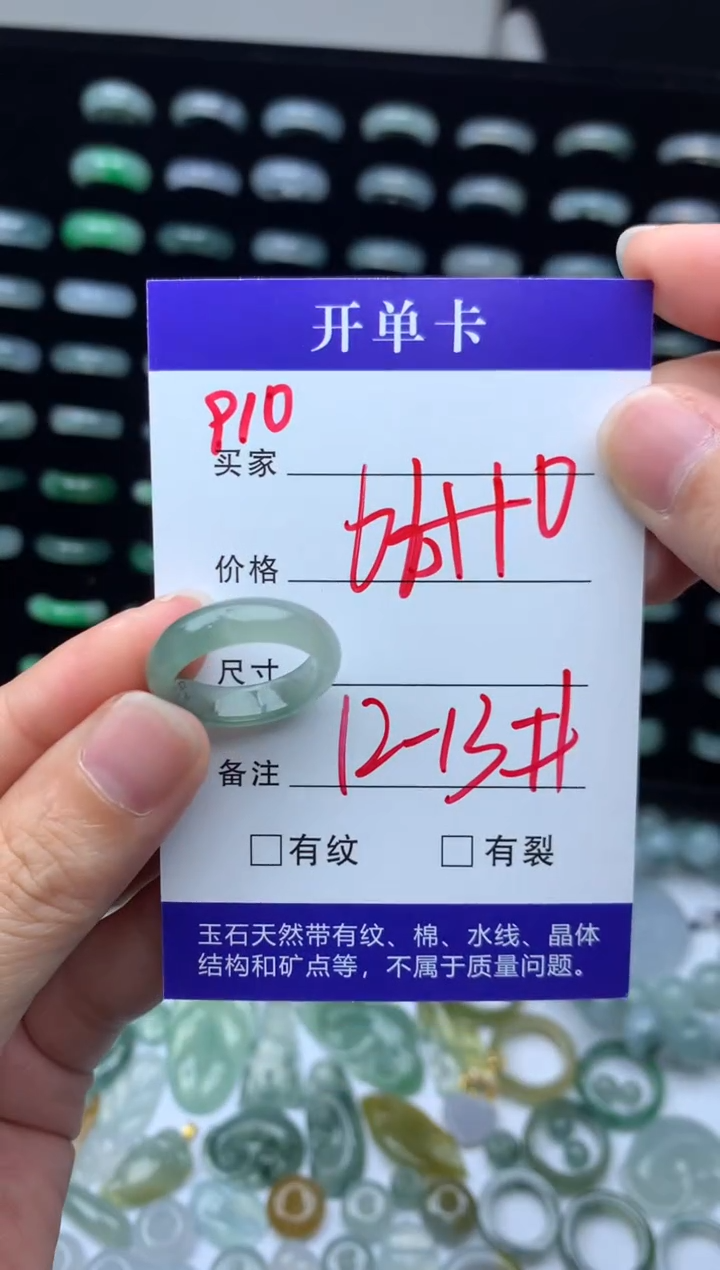 开单卡
P10
买家
价格
尺寸
12-13#
备注
有纹 有裂
玉石天然带有纹、棉、水线、晶体
结构和矿点等，不属于质量问题。